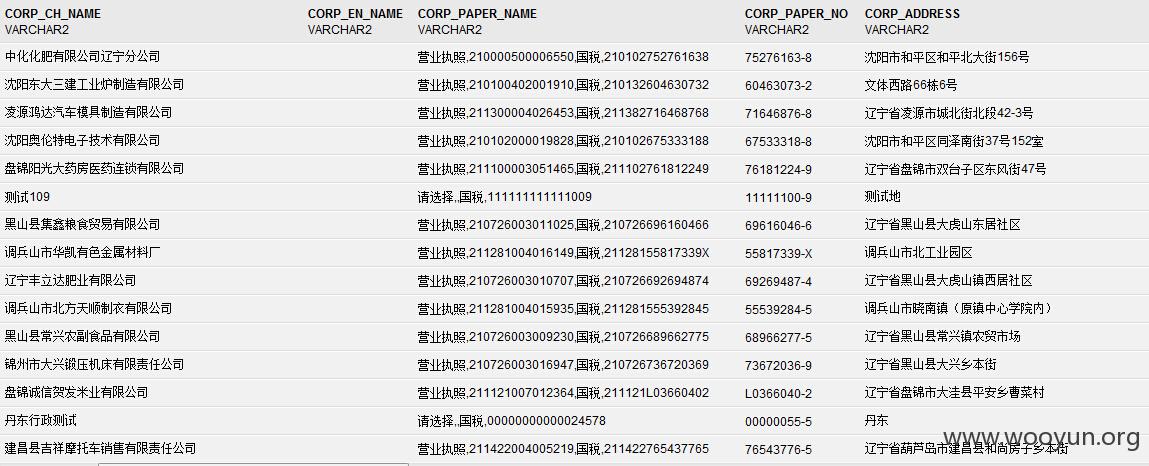 CORP_CH_NAME CORP_EN_NAME CORP_PAPER_NAME CORP_PAPER_NO CORP_ADDRESS
VARCHAR2 VARCHAR2 VARCHAR2 VARCHAR2 VARCHAR2
中化化肥有限公司辽宁分公司 营业执照,210000500006550,国税,210102752761638 75276163-8 沈阳市和平区和平北大街156号
沈阳东大三建工业炉制造有限公司 营业执照,210100402001910,国税,210132604630732 60463073-2 文体西路66栋6号
凌源鸿达汽车模具制造有限公司 营业执照,211300004026453,国税,211382716468768 71646876-8 辽宁省凌源市城北街北段42-3号
沈阳奥伦特电子技术有限公司 营业执照,210102000019828,国税,210102675333188 67533318-8 沈阳市和平区同泽南街37号152室
盘锦阳光大药房医药连锁有限公司 营业执照,211100003051465,国税,211102761812249 76181224-9 辽宁省盘锦市双台子区东风街47号
测试109 请选择,,国税,111111111111009 11111100-9 测试地
黑山县集鑫粮食贸易有限公司 营业执照,210726003011025,国税,210726696160466 69616046-6 辽宁省黑山县大虎山东居社区
调兵山市华凯有色金属材料厂 营业执照,211281004016149,国税,21128155817339X 55817339-X 调兵山市北工业园区
辽宁丰立达肥业有限公司 营业执照,210726003010707,国税,210726692694874 69269487-4 辽宁省黑山县大虎山镇西居社区
调兵山市北方天顺制衣有限公司 营业执照,211281004015935,国税,211281555392845 55539284-5 调兵山市晓南镇（原镇中心学院内）
黑山县常兴农副食品有限公司 营业执照,210726003009230,国税,210726689662775 68966277-5 辽宁省黑山县常兴镇农贸市场
锦州市大兴锻压机床有限责任公司 营业执照,210726003016947,国税,210726736720369 73672036-9 辽宁省黑山县大兴乡本街
盘锦诚信贺发米业有限公司 营业执照,211121007012364,国税,211121L03660402 L0366040-2 辽宁省盘锦市大洼县平安乡曹菜村
丹东行政测试 请选择,,国税,00000000000024578 00000055-5 丹东
建昌县吉祥摩托车销售有限责任公司 营业执照,211422004005219,国税,211422765437765 76543776-5 辽宁省葫芦岛市建昌县和尚房子乡本街
www.wooyun.org